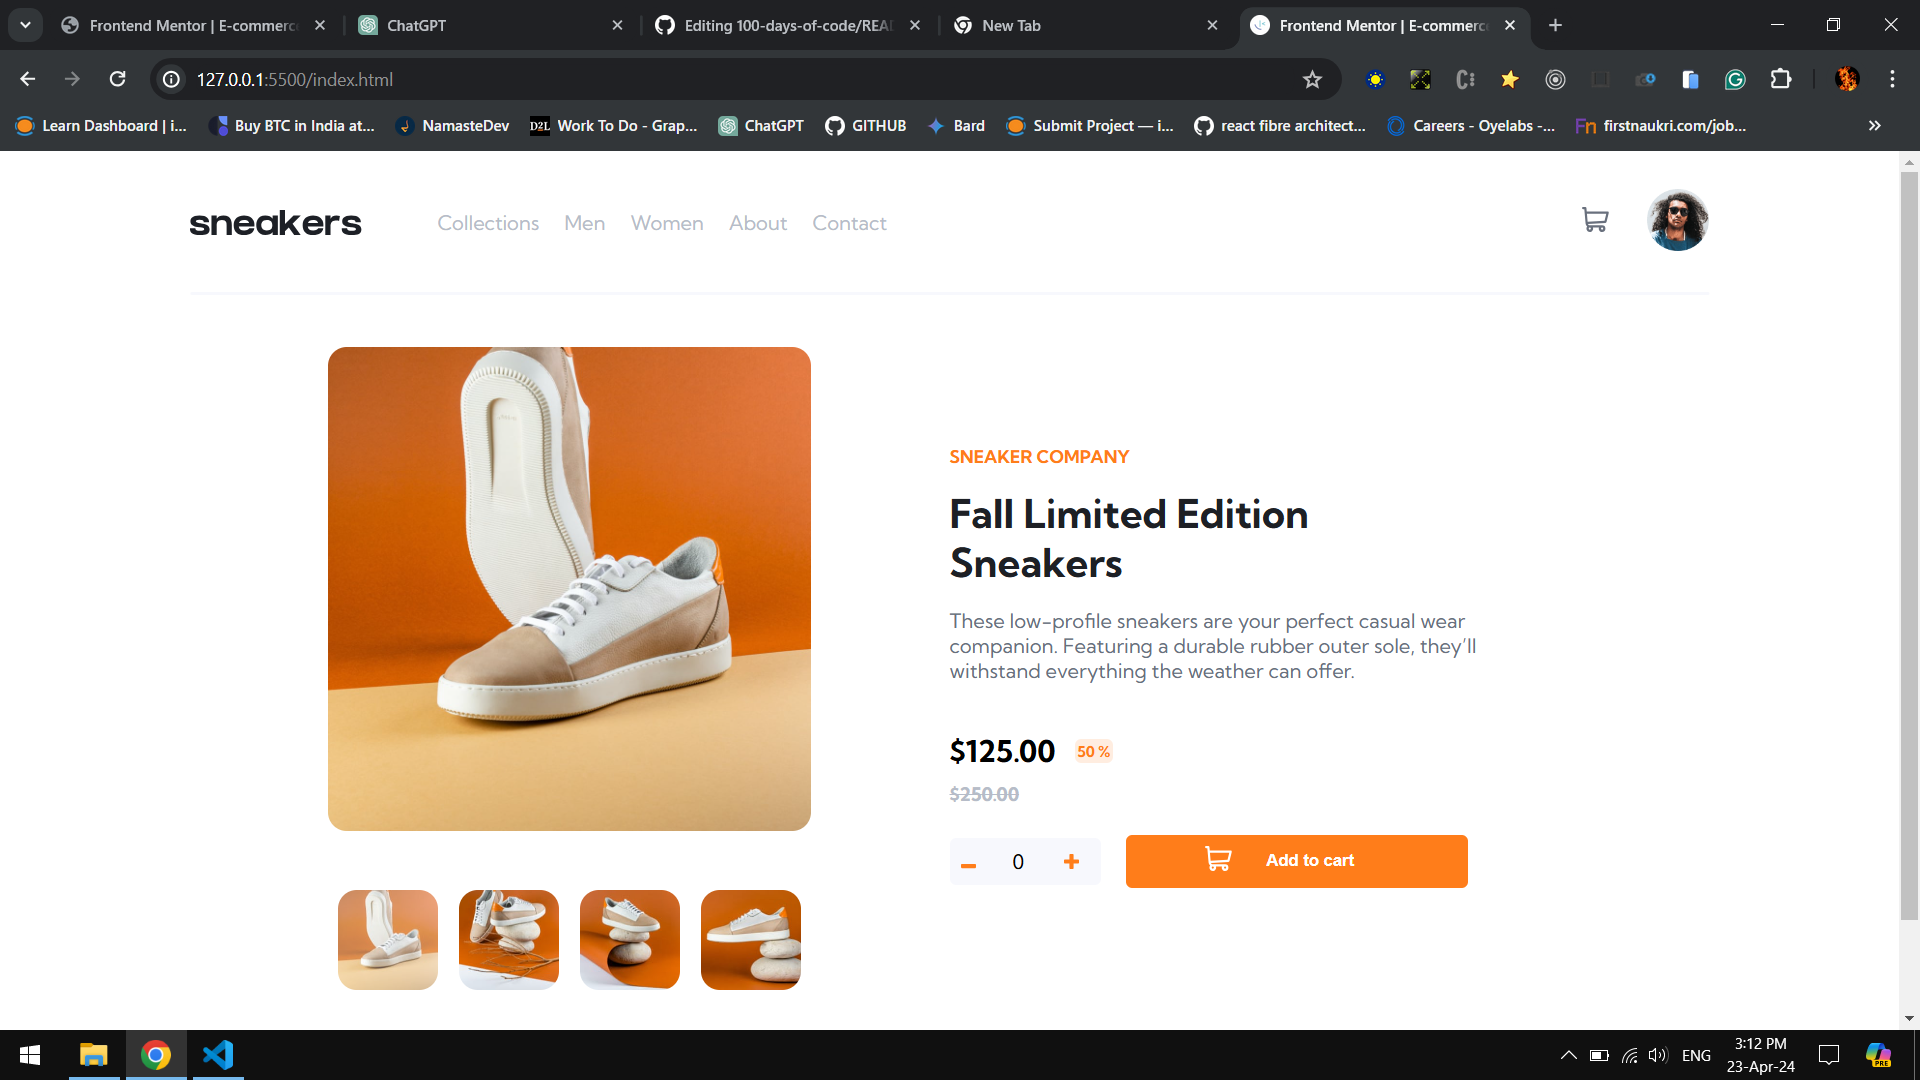 Frontend Mentor | E-commerc
ChatGPT
Editing 100-days-of-code/REA
New Tab
Frontend Mentor | E-commerc
127.0.0.1:5500/index.html
Learn Dashboard | i...
Buy BTC in India at...
NamasteDev
D2L
Work To Do - Grap...
ChatGPT
GITHUB
Bard
Submit Project — i...
react fibre architect...
Careers - Oyelabs -...
Fn
firstnaukri.com/job...
»
sneakers
Collections
Men
Women
About
Contact
SNEAKER COMPANY
Fall Limited Edition
Sneakers
These low-profile sneakers are your perfect casual wear
companion. Featuring a durable rubber outer sole, they’ll
withstand everything the weather can offer.
$125.00
50 %
$250.00
0
Add to cart
ENG
3:12 PM
23-Apr-24
PRE